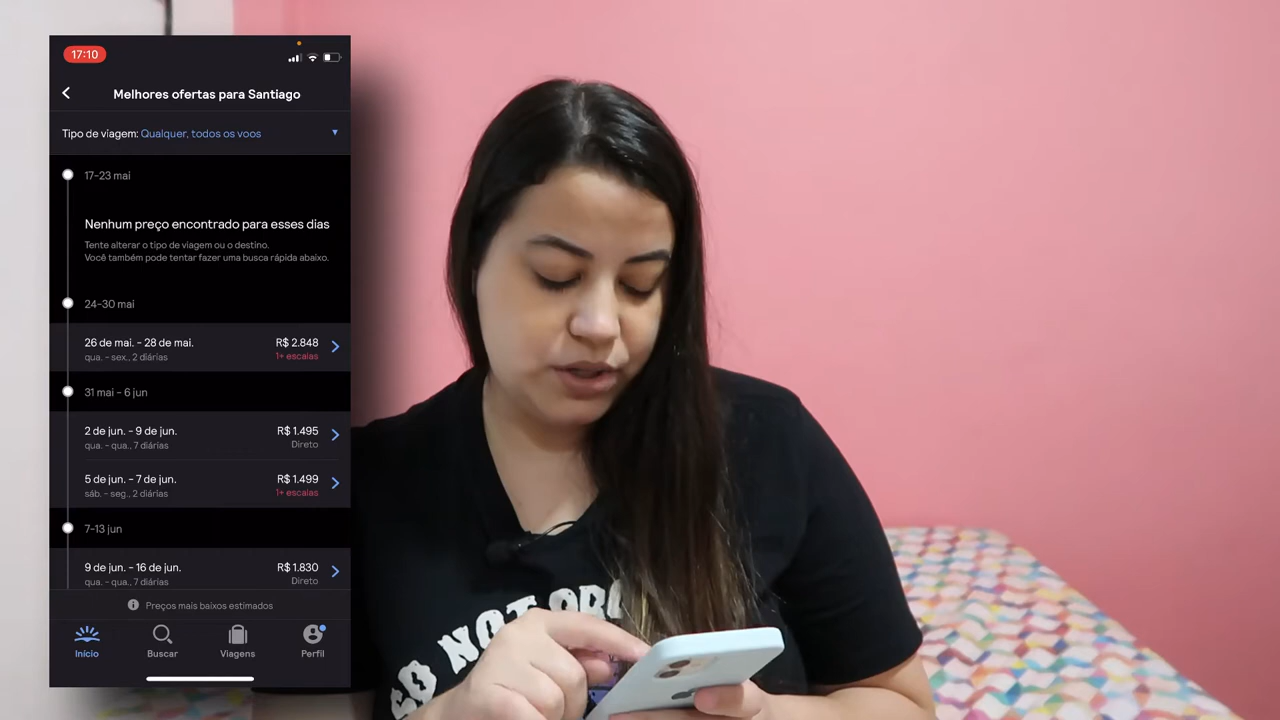 17:10
Melhores ofertas para Santiago
Tipo de viagem: Qualquer, todos os voos
17-23 mai
Nenhum preço encontrado para esses dias
Tente alterar o tipo de viagem ou o destino.
Você também pode tentar fazer uma busca rápida abaixo.
24-30 mai
26 de mai. - 28 de mai. R$ 2.848
qua. - sex., 2 diárias 1+ escalas
31 mai - 6 jun
2 de jun. - 9 de jun. R$ 1.495
qua. - qua., 7 diárias Direto
5 de jun. - 7 de jun. R$ 1.499
sáb. - seg., 2 diárias 1+ escalas
7-13 jun
9 de jun. - 16 de jun. R$ 1.830
qua. - qua., 7 diárias Direto
Preços mais baixos estimados
Início Buscar Viagens Perfil
NOT